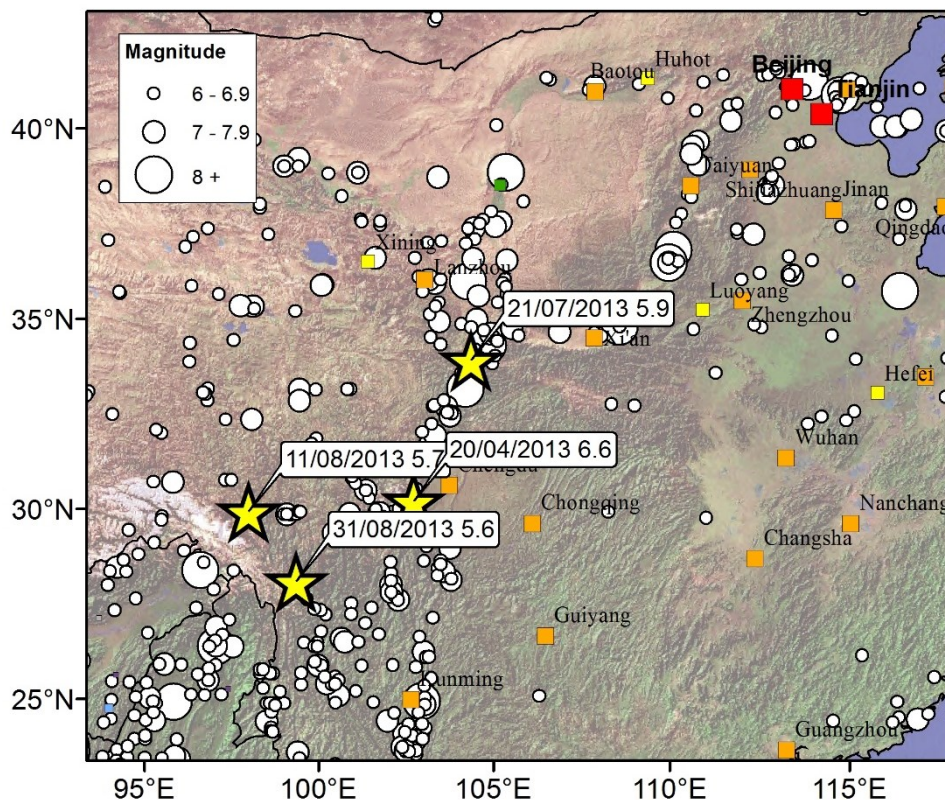 Magnitude
6 - 6.9
7 - 7.9
8 +
Huhot
Baotou
Beijing
Tianjin
40°N
Taiyuan
Shijiazhuang
Jinan
Qingdao
Xining
Lanzhou
35°N
21/07/2013 5.9
Luoyang
Zhengzhou
Hefei
11/08/2013 5.7
20/04/2013 6.6
Chengdu
Wuhan
30°N
31/08/2013 5.6
Chongqing
Nanchang
Changsha
Guiyang
25°N
Kunming
Guangzhou
95°E
100°E
105°E
110°E
115°E